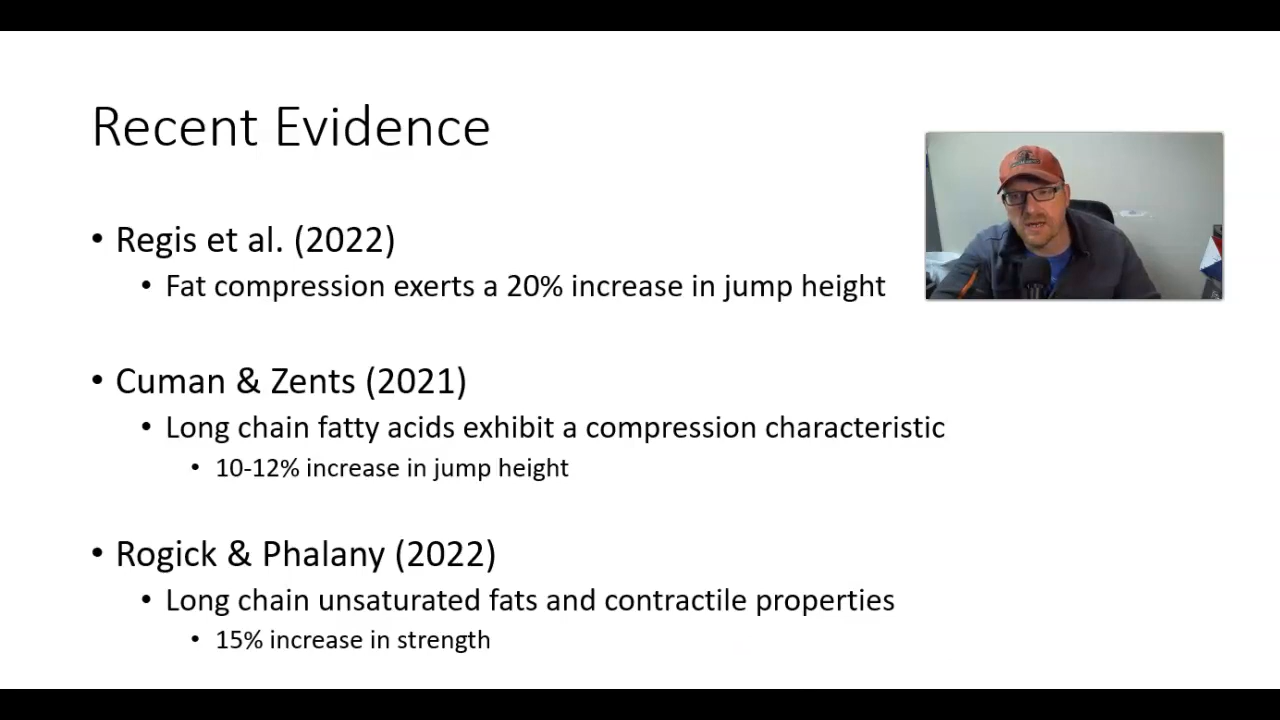 Recent Evidence
• Regis et al. (2022)
• Fat compression exerts a 20% increase in jump height
• Cuman & Zents (2021)
• Long chain fatty acids exhibit a compression characteristic
• 10-12% increase in jump height
• Rogick & Phalany (2022)
• Long chain unsaturated fats and contractile properties
• 15% increase in strength